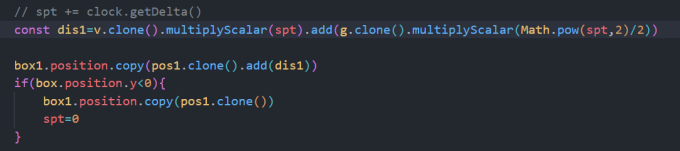 // spt += clock.getDelta()
const dis1=v.clone().multiplyScalar(spt).add(g.clone().multiplyScalar(Math.pow(spt,2)/2))
box1.position.copy(pos1.clone().add(dis1))
if(box.position.y<0){
box1.position.copy(pos1.clone())
spt=0
}